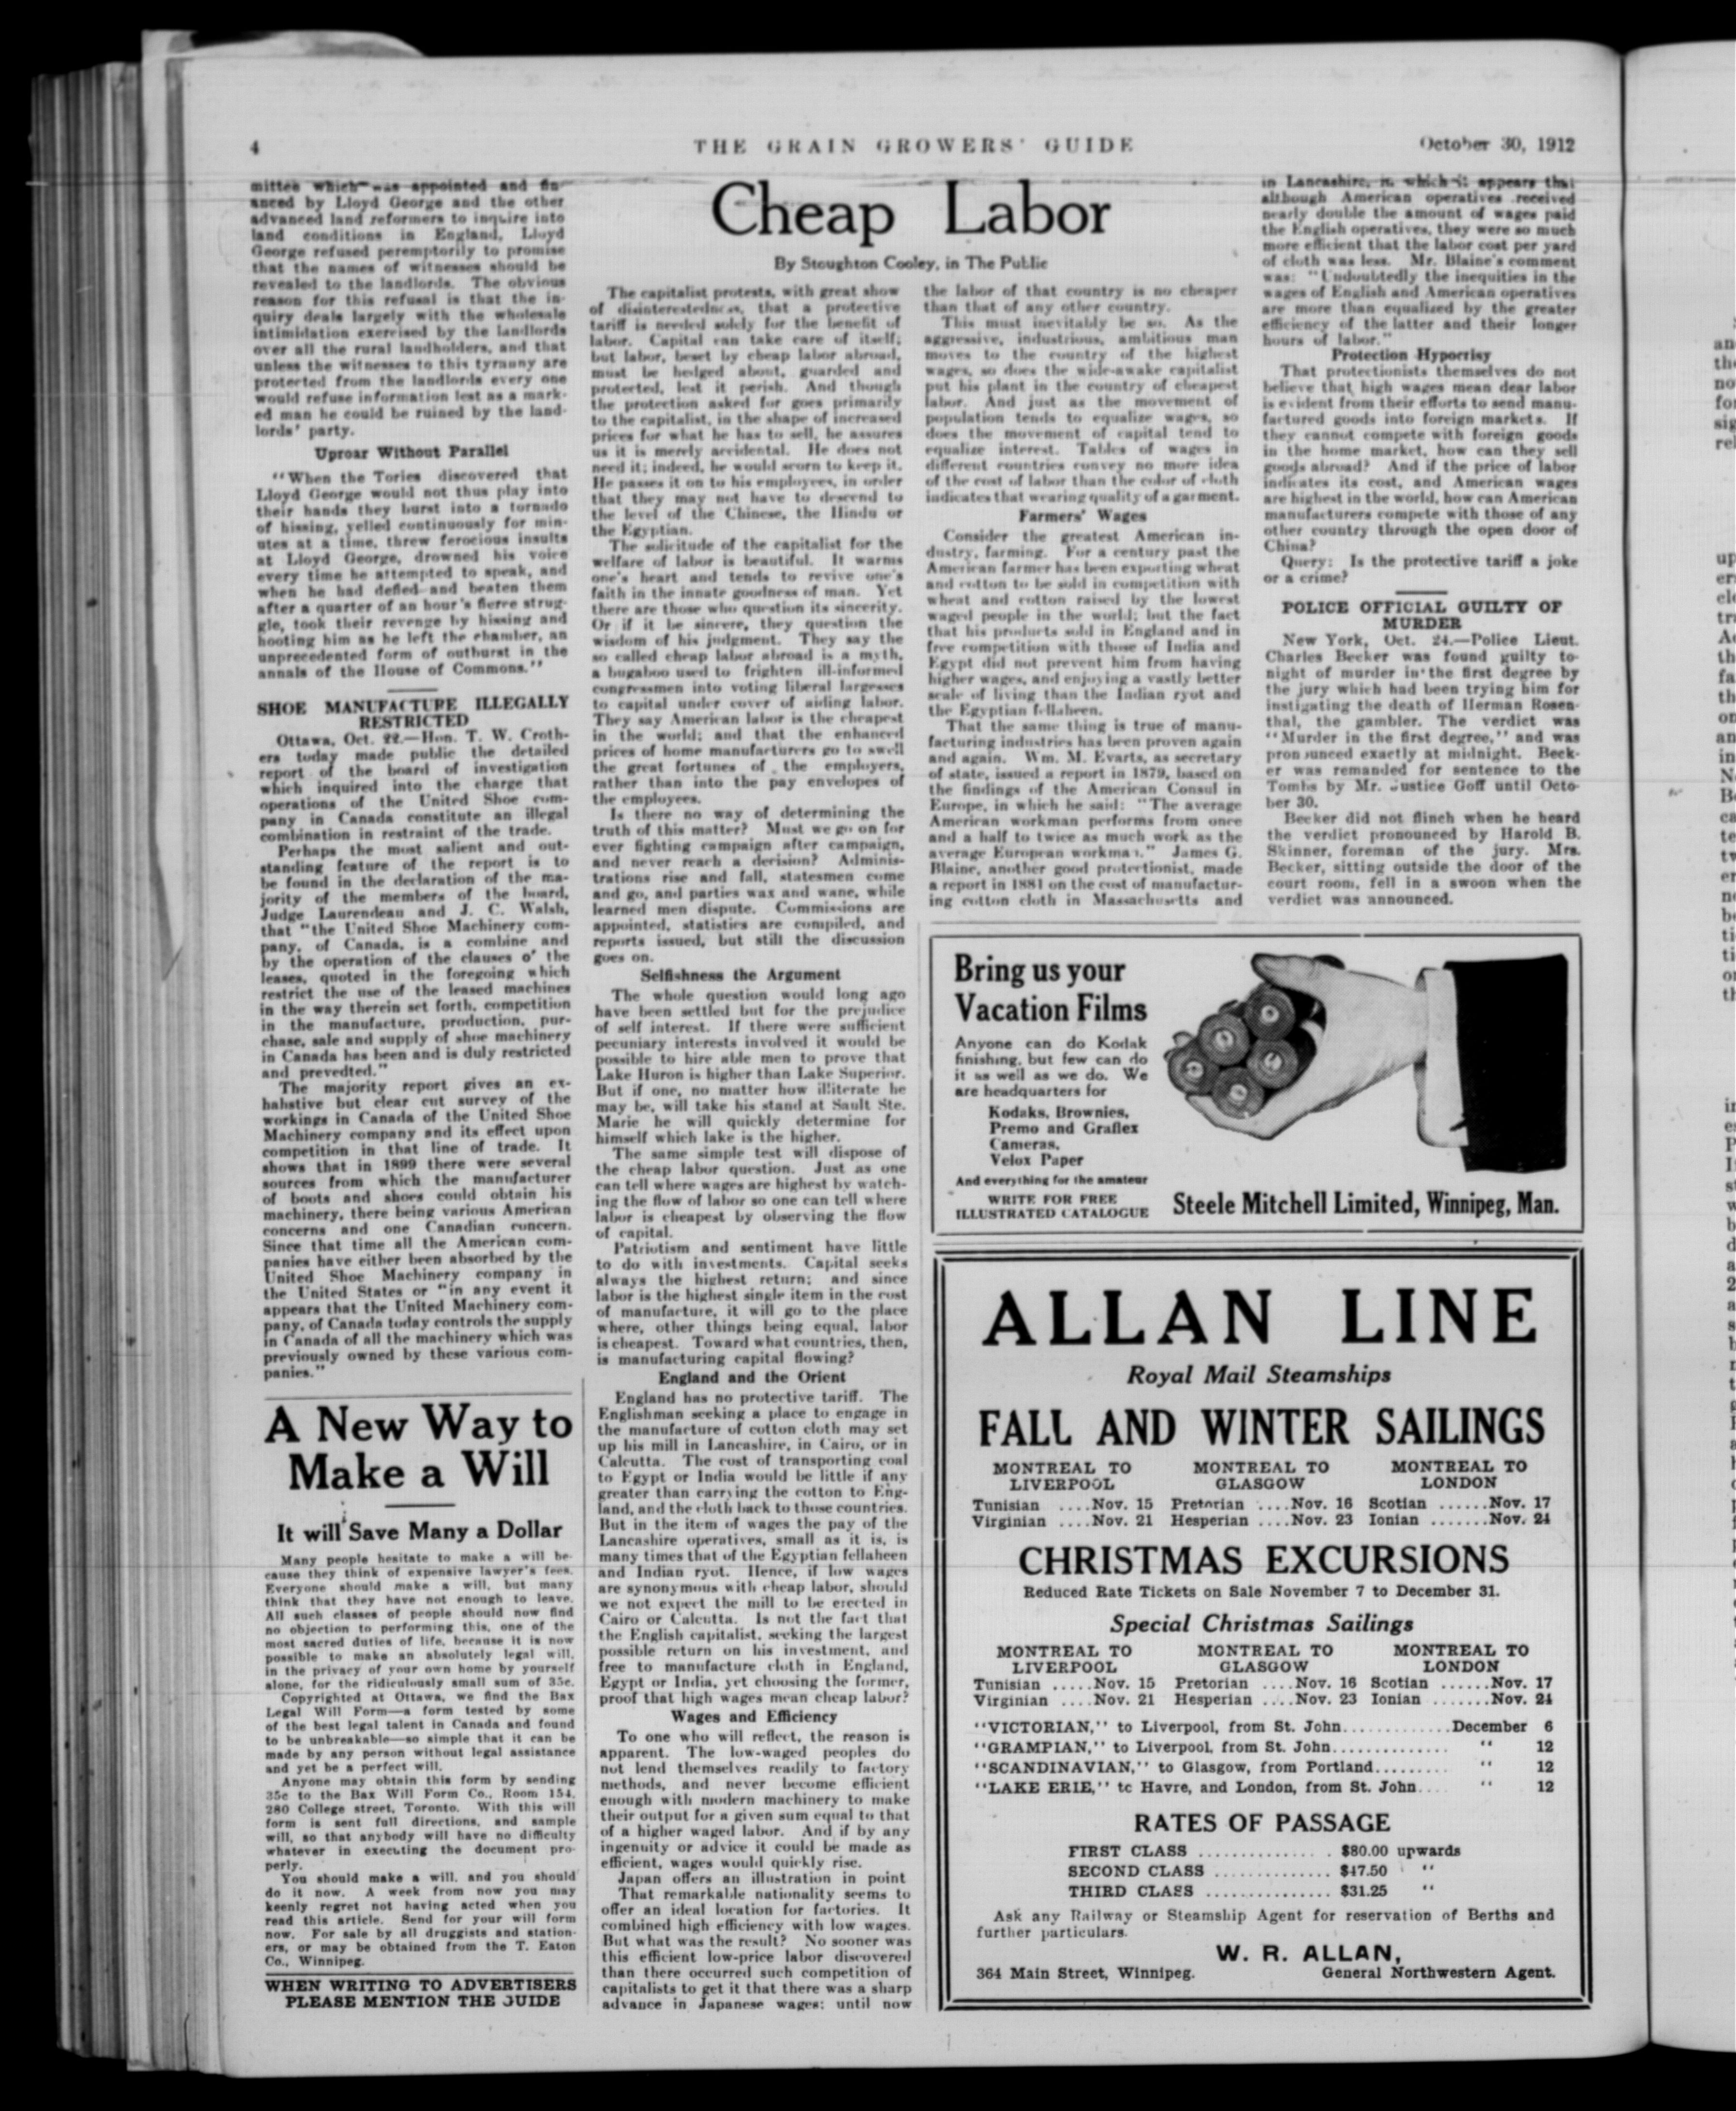 4
THE GRAIN GROWERS' GUIDE
October 30, 1912
mittee which was appointed and fin-
anced by Lloyd George and the other
advanced land reformers to inquire into
land conditions in England, Lloyd
George refused peremptorily to promise
that the names of witnesses should be
revealed to the landlords. The obvious
reason for this refusal is that the in-
quiry deals largely with the wholesale
intimidation exercised by the landlords
over all the rural landholders, and that
unless the witnesses to this tyranny are
protected from the landlords every one
would refuse information lest as a mark-
ed man he could be ruined by the land-
lords' party.
Uproar Without Parallel
"When the Tories discovered that
Lloyd George would not thus play into
their hands they burst into a tornado
of hissing, yelled continuously for min-
utes at a time, threw ferocious insults
at Lloyd George, drowned his voice
every time he attempted to speak, and
when he had defied and beaten them
after a quarter of an hour's fierce strug-
gle, took their revenge by hissing and
hooting him as he left the chamber, an
unprecedented form of outburst in the
annals of the House of Commons."
SHOE MANUFACTURE ILLEGALLY
RESTRICTED
Ottawa, Oct. 22.—Hon. T. W. Croth-
ers today made public the detailed
report of the board of investigation
which inquired into the charge that
operations of the United Shoe com-
pany in Canada constitute an illegal
combination in restraint of the trade.
Perhaps the most salient and out-
standing feature of the report is to
be found in the declaration of the ma-
jority of the members of the board,
Judge Laurendeau and J. C. Walsh,
that "the United Shoe Machinery com-
pany, of Canada, is a combine and
by the operation of the clauses o' the
leases, quoted in the foregoing which
restrict the use of the leased machines
in the way therein set forth, competition
in the manufacture, production, pur-
chase, sale and supply of shoe machinery
in Canada has been and is duly restricted
and prevedted."
The majority report gives an ex-
hahstive but clear cut survey of the
workings in Canada of the United Shoe
Machinery company and its effect upon
competition in that line of trade. It
shows that in 1899 there were several
sources from which the manufacturer
of boots and shoes could obtain his
machinery, there being various American
concerns and one Canadian concern.
Since that time all the American com-
panies have either been absorbed by the
United Shoe Machinery company in
the United States or "in any event it
appears that the United Machinery com-
pany, of Canada today controls the supply
in Canada of all the machinery which was
previously owned by these various com-
panies."
A New Way to
Make a Will
It will Save Many a Dollar
Many people hesitate to make a will be-
cause they think of expensive lawyer's fees.
Everyone should make a will, but many
think that they have not enough to leave.
All such classes of people should now find
no objection to performing this, one of the
most sacred duties of life, because it is now
possible to make an absolutely legal will,
in the privacy of your own home by yourself
alone, for the ridiculously small sum of 35c.
Copyrighted at Ottawa, we find the Bax
Legal Will Form—a form tested by some
of the best legal talent in Canada and found
to be unbreakable—so simple that it can be
made by any person without legal assistance
and yet be a perfect will.
Anyone may obtain this form by sending
35c to the Bax Will Form Co., Room 154,
280 College street, Toronto. With this will
form is sent full directions, and sample
will, so that anybody will have no difficulty
whatever in executing the document pro-
perly.
You should make a will, and you should
do it now. A week from now you may
keenly regret not having acted when you
read this article. Send for your will form
now. For sale by all druggists and station-
ers, or may be obtained from the T. Eaton
Co., Winnipeg.
WHEN WRITING TO ADVERTISERS
PLEASE MENTION THE GUIDE
Cheap Labor
By Stoughton Cooley, in The Public
The capitalist protests, with great show
of disinterestedness, that a protective
tariff is needed solely for the benefit of
labor. Capital can take care of itself;
but labor, beset by cheap labor abroad,
must be hedged about, guarded and
protected, lest it perish. And though
the protection asked for goes primarily
to the capitalist, in the shape of increased
prices for what he has to sell, he assures
us it is merely accidental. He does not
need it; indeed, he would scorn to keep it.
He passes it on to his employees, in order
that they may not have to descend to
the level of the Chinese, the Hindu or
the Egyptian.
The solicitude of the capitalist for the
welfare of labor is beautiful. It warms
one's heart and tends to revive one's
faith in the innate goodness of man. Yet
there are those who question its sincerity.
Or if it be sincere, they question the
wisdom of his judgment. They say the
so called cheap labor abroad is a myth,
a bugaboo used to frighten ill-informed
congressmen into voting liberal largesses
to capital under cover of aiding labor.
They say American labor is the cheapest
in the world; and that the enhanced
prices of home manufacturers go to swell
the great fortunes of the employers,
rather than into the pay envelopes of
the employees.
Is there no way of determining the
truth of this matter? Must we go on for
ever fighting campaign after campaign,
and never reach a decision? Adminis-
trations rise and fall, statesmen come
and go, and parties wax and wane, while
learned men dispute. Commissions are
appointed, statistics are compiled, and
reports issued, but still the discussion
goes on.
Selfishness the Argument
The whole question would long ago
have been settled but for the prejudice
of self interest. If there were sufficient
pecuniary interests involved it would be
possible to hire able men to prove that
Lake Huron is higher than Lake Superior.
But if one, no matter how illiterate he
may be, will take his stand at Sault Ste.
Marie he will quickly determine for
himself which lake is the higher.
The same simple test will dispose of
the cheap labor question. Just as one
can tell where wages are highest by watch-
ing the flow of labor so one can tell where
labor is cheapest by observing the flow
of capital.
Patriotism and sentiment have little
to do with investments. Capital seeks
always the highest return; and since
labor is the highest single item in the cost
of manufacture, it will go to the place
where, other things being equal, labor
is cheapest. Toward what countries, then,
is manufacturing capital flowing?
England and the Orient
England has no protective tariff. The
Englishman seeking a place to engage in
the manufacture of cotton cloth may set
up his mill in Lancashire, in Cairo, or in
Calcutta. The cost of transporting coal
to Egypt or India would be little if any
greater than carrying the cotton to Eng-
land, and the cloth back to those countries.
But in the item of wages the pay of the
Lancashire operatives, small as it is, is
many times that of the Egyptian fellaheen
and Indian ryot. Hence, if low wages
are synonymous with cheap labor, should
we not expect the mill to be erected in
Cairo or Calcutta. Is not the fact that
the English capitalist, seeking the largest
possible return on his investment, and
free to manufacture cloth in England,
Egypt or India, yet choosing the former,
proof that high wages mean cheap labor?
Wages and Efficiency
To one who will reflect, the reason is
apparent. The low-waged peoples do
not lend themselves readily to factory
methods, and never become efficient
enough with modern machinery to make
their output for a given sum equal to that
of a higher waged labor. And if by any
ingenuity or advice it could be made as
efficient, wages would quickly rise.
Japan offers an illustration in point
That remarkable nationality seems to
offer an ideal location for factories. It
combined high efficiency with low wages.
But what was the result? No sooner was
this efficient low-price labor discovered
than there occurred such competition of
capitalists to get it that there was a sharp
advance in Japanese wages; until now
the labor of that country is no cheaper
than that of any other country.
This must inevitably be so. As the
aggressive, industrious, ambitious man
moves to the country of the highest
wages, so does the wide-awake capitalist
put his plant in the country of cheapest
labor. And just as the movement of
population tends to equalize wages, so
does the movement of capital tend to
equalize interest. Tables of wages in
different countries convey no more idea
of the cost of labor than the color of cloth
indicates that wearing quality of a garment.
Farmers' Wages
Consider the greatest American in-
dustry, farming. For a century past the
American farmer has been exporting wheat
and cotton to be sold in competition with
wheat and cotton raised by the lowest
waged people in the world; but the fact
that his products sold in England and in
free competition with those of India and
Egypt did not prevent him from having
higher wages, and enjoying a vastly better
scale of living than the Indian ryot and
the Egyptian fellaheen.
That the same thing is true of manu-
facturing industries has been proven again
and again. Wm. M. Evarts, as secretary
of state, issued a report in 1879, based on
the findings of the American Consul in
Europe, in which he said: "The average
American workman performs from once
and a half to twice as much work as the
average European workman." James G.
Blaine, another good protectionist, made
a report in 1881 on the cost of manufactur-
ing cotton cloth in Massachusetts and
in Lancashire, in which it appears that
although American operatives received
nearly double the amount of wages paid
the English operatives, they were so much
more efficient that the labor cost per yard
of cloth was less. Mr. Blaine's comment
was: "Undoubtedly the inequities in the
wages of English and American operatives
are more than equalized by the greater
efficiency of the latter and their longer
hours of labor."
Protection Hyporrisy
That protectionists themselves do not
believe that high wages mean dear labor
is evident from their efforts to send manu-
factured goods into foreign markets. If
they cannot compete with foreign goods
in the home market, how can they sell
goods abroad? And if the price of labor
indicates its cost, and American wages
are highest in the world, how can American
manufacturers compete with those of any
other country through the open door of
China?
Query: Is the protective tariff a joke
or a crime?
POLICE OFFICIAL GUILTY OF
MURDER
New York, Oct. 24.—Police Lieut.
Charles Becker was found guilty to-
night of murder in the first degree by
the jury which had been trying him for
instigating the death of Herman Rosen-
thal, the gambler. The verdict was
"Murder in the first degree," and was
pronounced exactly at midnight. Beck-
er was remanded for sentence to the
Tombs by Mr. Justice Goff until Octo-
ber 30.
Becker did not flinch when he heard
the verdict pronounced by Harold B.
Skinner, foreman of the jury. Mrs.
Becker, sitting outside the door of the
court room, fell in a swoon when the
verdict was announced.
Bring us your
Vacation Films
Anyone can do Kodak
finishing, but few can do
it as well as we do. We
are headquarters for
Kodaks, Brownies,
Premo and Graflex
Cameras,
Velox Paper
And everything for the amateur
WRITE FOR FREE
ILLUSTRATED CATALOGUE
Steele Mitchell Limited, Winnipeg, Man.
ALLAN LINE
Royal Mail Steamships
FALL AND WINTER SAILINGS
MONTREAL TO MONTREAL TO MONTREAL TO
LIVERPOOL GLASGOW LONDON
Tunisian ....Nov. 15 Pretorian ....Nov. 16 Scotian ......Nov. 17
Virginian ....Nov. 21 Hesperian ....Nov. 23 Ionian .......Nov. 24
CHRISTMAS EXCURSIONS
Reduced Rate Tickets on Sale November 7 to December 31.
Special Christmas Sailings
MONTREAL TO MONTREAL TO MONTREAL TO
LIVERPOOL GLASGOW LONDON
Tunisian .....Nov. 15 Pretorian ....Nov. 16 Scotian ......Nov. 17
Virginian ....Nov. 21 Hesperian ....Nov. 23 Ionian .......Nov. 24
"VICTORIAN," to Liverpool, from St. John............December 6
"GRAMPIAN," to Liverpool, from St. John.............. " 12
"SCANDINAVIAN," to Glasgow, from Portland......... " 12
"LAKE ERIE," to Havre, and London, from St. John.... " 12
RATES OF PASSAGE
FIRST CLASS .............. $80.00 upwards
SECOND CLASS ............. $47.50 "
THIRD CLASS ............... $31.25 "
Ask any Railway or Steamship Agent for reservation of Berths and
further particulars.
W. R. ALLAN,
364 Main Street, Winnipeg. General Northwestern Agent.